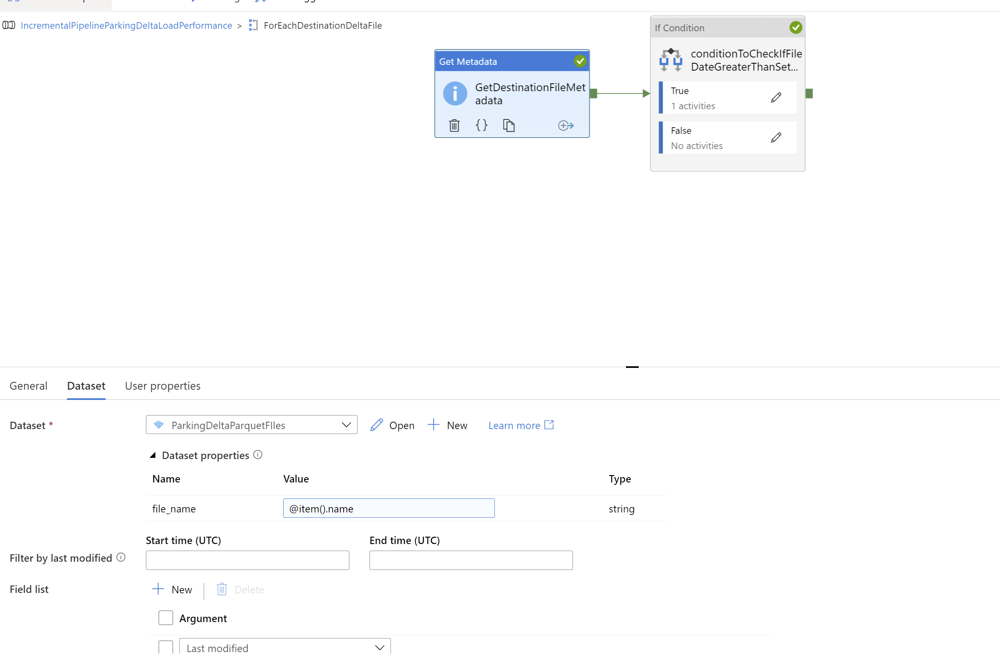 IncrementalPipelineParkingDeltaLoadPerformance > ForEachDestinationDeltaFile
If Condition
conditionToCheckIfFile
DateGreaterThanSet...
True
1 activities
False
No activities
Get Metadata
GetDestinationFileMet
adata
General Dataset User properties
Dataset * ParkingDeltaParquetFIles Open New Learn more
Dataset properties
Name Value Type
file_name @item().name string
Start time (UTC) End time (UTC)
Filter by last modified
Field list New Delete
Argument
Last modified